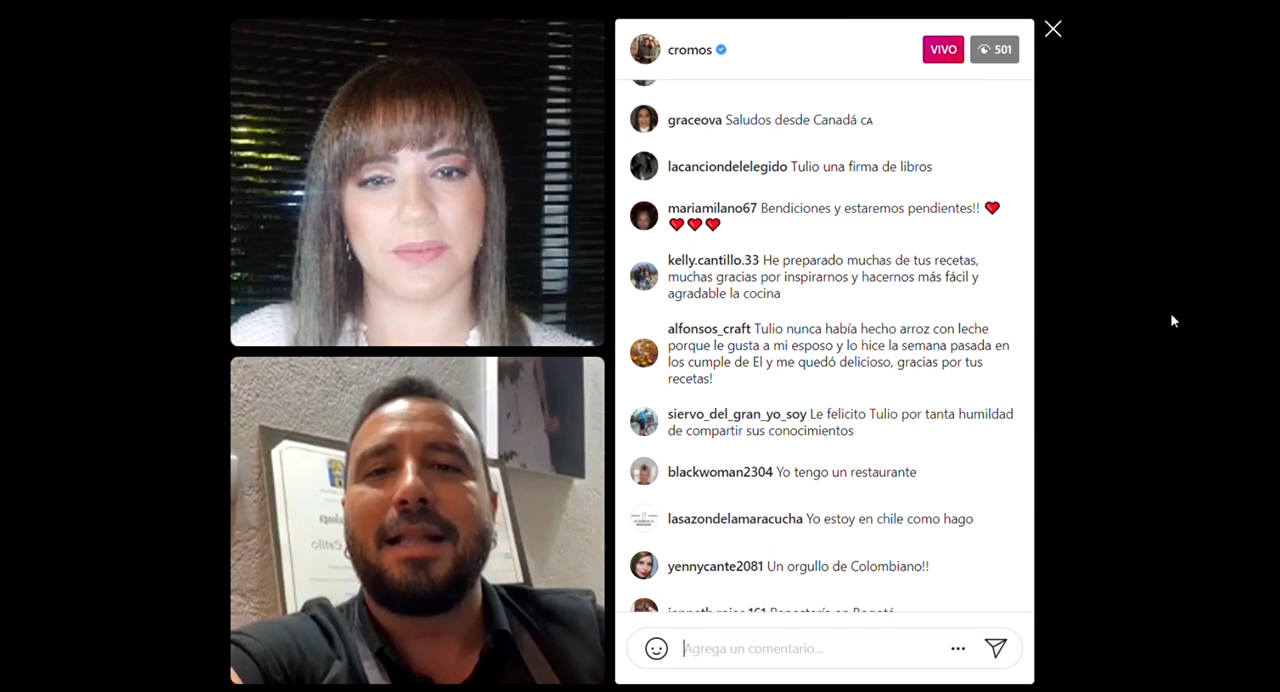 cromos
VIVO
501
graceova Saludos desde Canadá CA
lacanciondelelegido Tulio una firma de libros
mariamilano67 Bendiciones y estaremos pendientes!! ❤️
❤️❤️❤️
kelly.cantillo.33 He preparado muchas de tus recetas,
muchas gracias por inspirarnos y hacernos más fácil y
agradable la cocina
alfonsos_craft Tulio nunca había hecho arroz con leche
porque le gusta a mi esposo y lo hice la semana pasada en
los cumple de El y me quedó delicioso, gracias por tus
recetas!
siervo_del_gran_yo_soy Le felicito Tulio por tanta humildad
de compartir sus conocimientos
blackwoman2304 Yo tengo un restaurante
lasazondelamaracucha Yo estoy en chile como hago
yennycante2081 Un orgullo de Colombiano!!
Agrega un comentario...